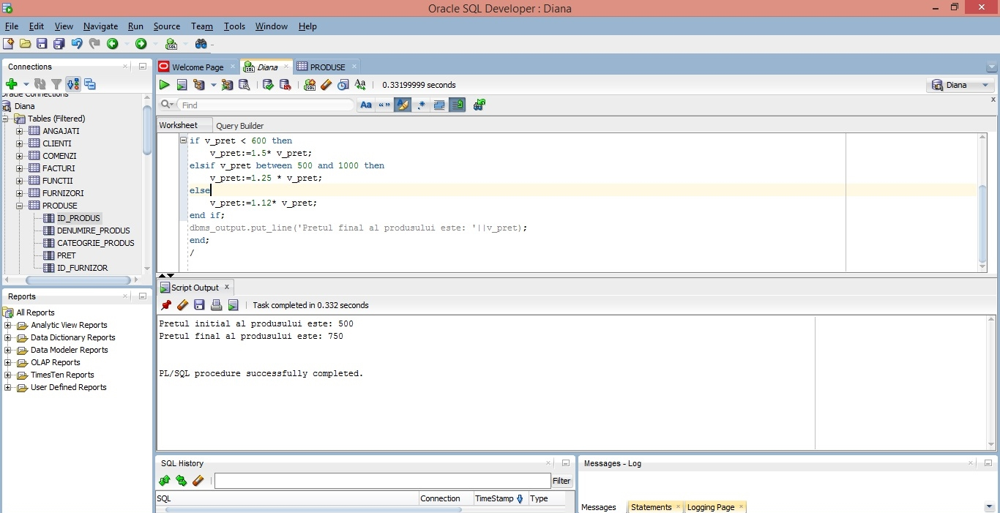 Oracle SQL Developer : Diana
File Edit View Navigate Run Source Team Tools Window Help
Connections
Oracle Connections
Diana
Tables (Filtered)
ANGAJATI
CLIENTI
COMENZI
FACTURI
FUNCTII
FURNIZORI
PRODUSE
ID_PRODUS
DENUMIRE_PRODUS
CATEOGRIE_PRODUS
PRET
ID_FURNIZOR
Reports
All Reports
Analytic View Reports
Data Dictionary Reports
Data Modeler Reports
OLAP Reports
TimesTen Reports
User Defined Reports
Welcome Page Diana PRODUSE
0.33199999 seconds Diana
Find Aa “ ” .*
Worksheet Query Builder
if v_pret < 600 then
v_pret:=1.5* v_pret;
elsif v_pret between 500 and 1000 then
v_pret:=1.25 * v_pret;
else
v_pret:=1.12* v_pret;
end if;
dbms_output.put_line('Pretul final al produsului este: '||v_pret);
end;
/
Script Output x
Task completed in 0.332 seconds
Pretul initial al produsului este: 500
Pretul final al produsului este: 750
PL/SQL procedure successfully completed.
SQL History
Filter
SQL Connection TimeStamp Type
Messages - Log
Messages Statements Logging Page